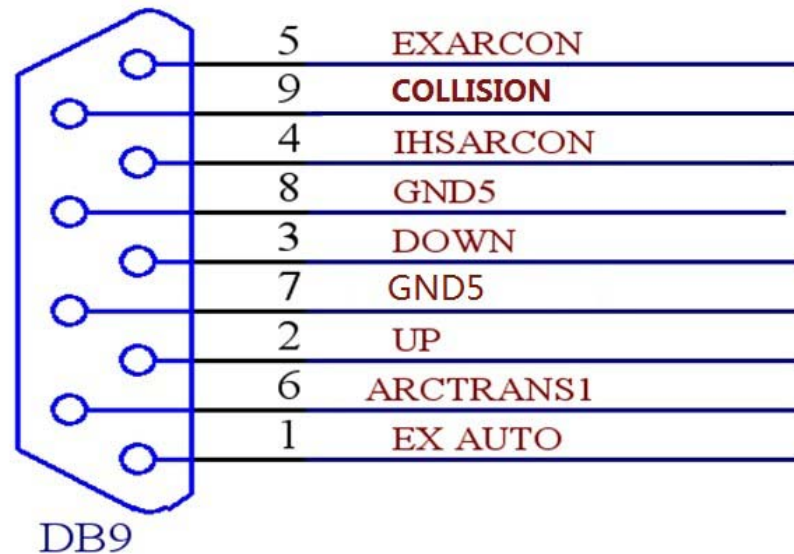 5 EXARCON
9 COLLISION
4 IHSARCON
8 GND5
3 DOWN
7 GND5
2 UP
6 ARCTRANS1
1 EX AUTO
DB9